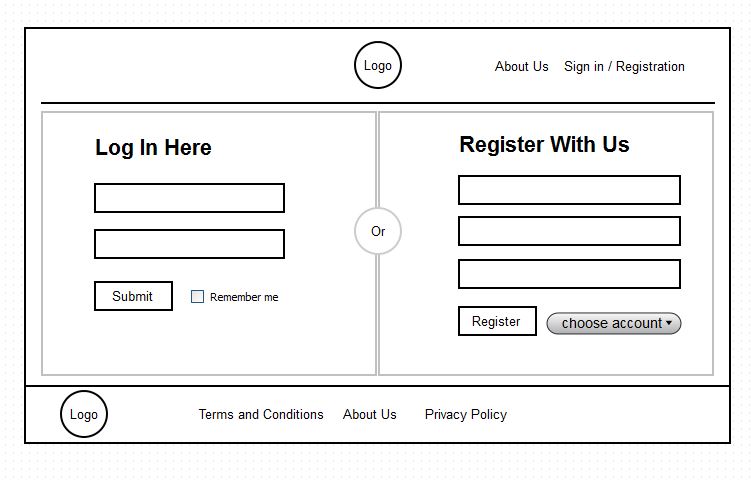 Logo
About Us
Sign in / Registration
Log In Here
Submit
Remember me
Or
Register With Us
Register
choose account
Logo
Terms and Conditions
About Us
Privacy Policy